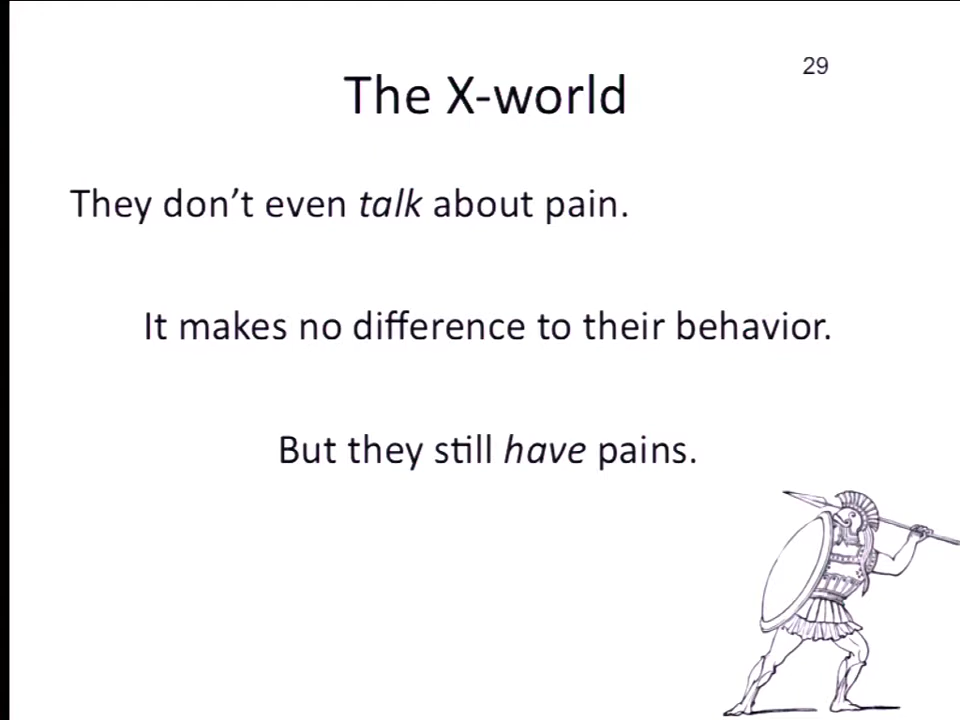 29
The X-world
They don’t even talk about pain.
It makes no difference to their behavior.
But they still have pains.